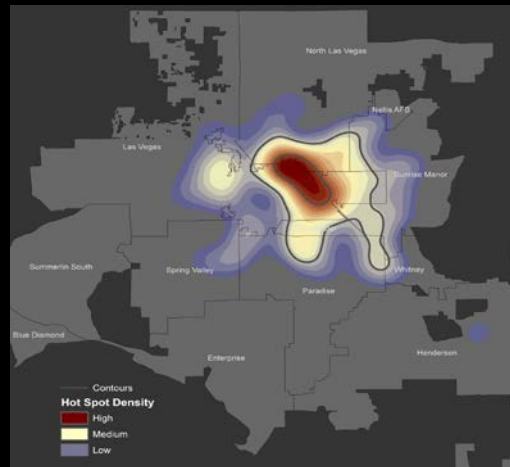 North Las Vegas
Nellis AFB
Las Vegas
Sunrise Manor
Summerlin South
Spring Valley
Whitney
Paradise
Blue Diamond
Enterprise
Henderson
Contours
Hot Spot Density
High
Medium
Low